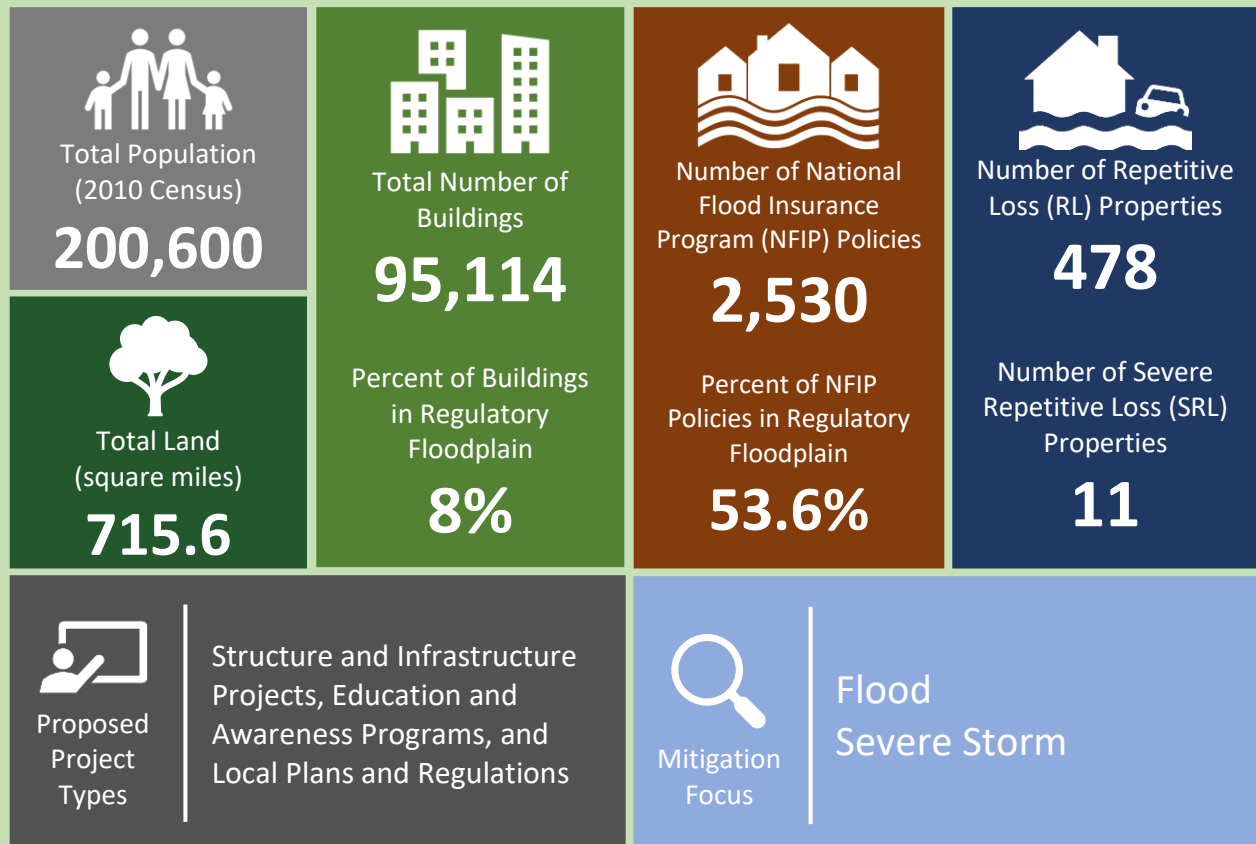 Total Population
(2010 Census)
200,600
Total Land
(square miles)
715.6
Total Number of
Buildings
95,114
Percent of Buildings
in Regulatory
Floodplain
8%
Number of National
Flood Insurance
Program (NFIP) Policies
2,530
Percent of NFIP
Policies in Regulatory
Floodplain
53.6%
Number of Repetitive
Loss (RL) Properties
478
Number of Severe
Repetitive Loss (SRL)
Properties
11
Proposed
Project
Types
Structure and Infrastructure
Projects, Education and
Awareness Programs, and
Local Plans and Regulations
Mitigation
Focus
Flood
Severe Storm